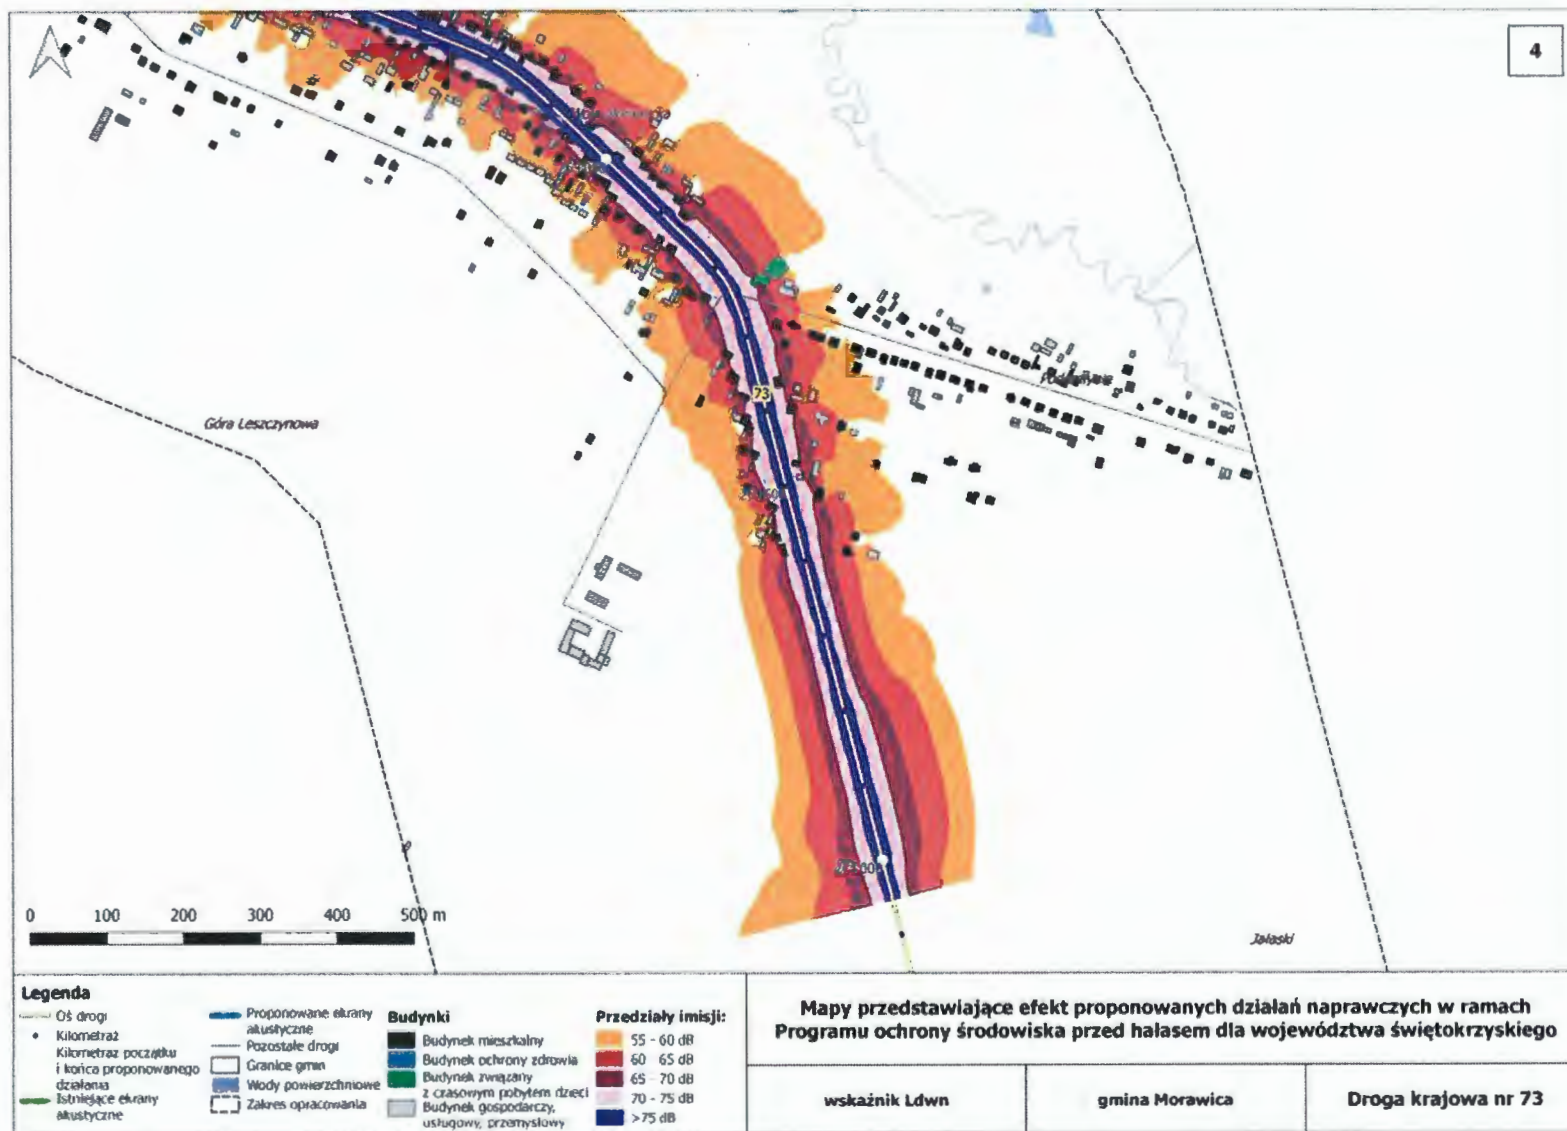 4
Góra Leszczynowa
73
0 100 200 300 400 500 m
Jałaski
Legenda
Oś drogi
Kilometraż
Kilometraż początku
i końca proponowanego
działania
Istniejące ekrany
akustyczne
Proponowane ekrany
akustyczne
Pozostałe drogi
Granice gmin
Wody powierzchniowe
Zakres opracowania
Budynki
Budynek mieszkalny
Budynek ochrony zdrowia
Budynek związany
z czasowym pobytem dzieci
Budynek gospodarczy,
usługowy, przemysłowy
Przedziały imisji:
55 - 60 dB
60 - 65 dB
65 - 70 dB
70 - 75 dB
>75 dB
Mapy przedstawiające efekt proponowanych działań naprawczych w ramach
Programu ochrony środowiska przed hałasem dla województwa świętokrzyskiego
wskaźnik Ldwn
gmina Morawica
Droga krajowa nr 73